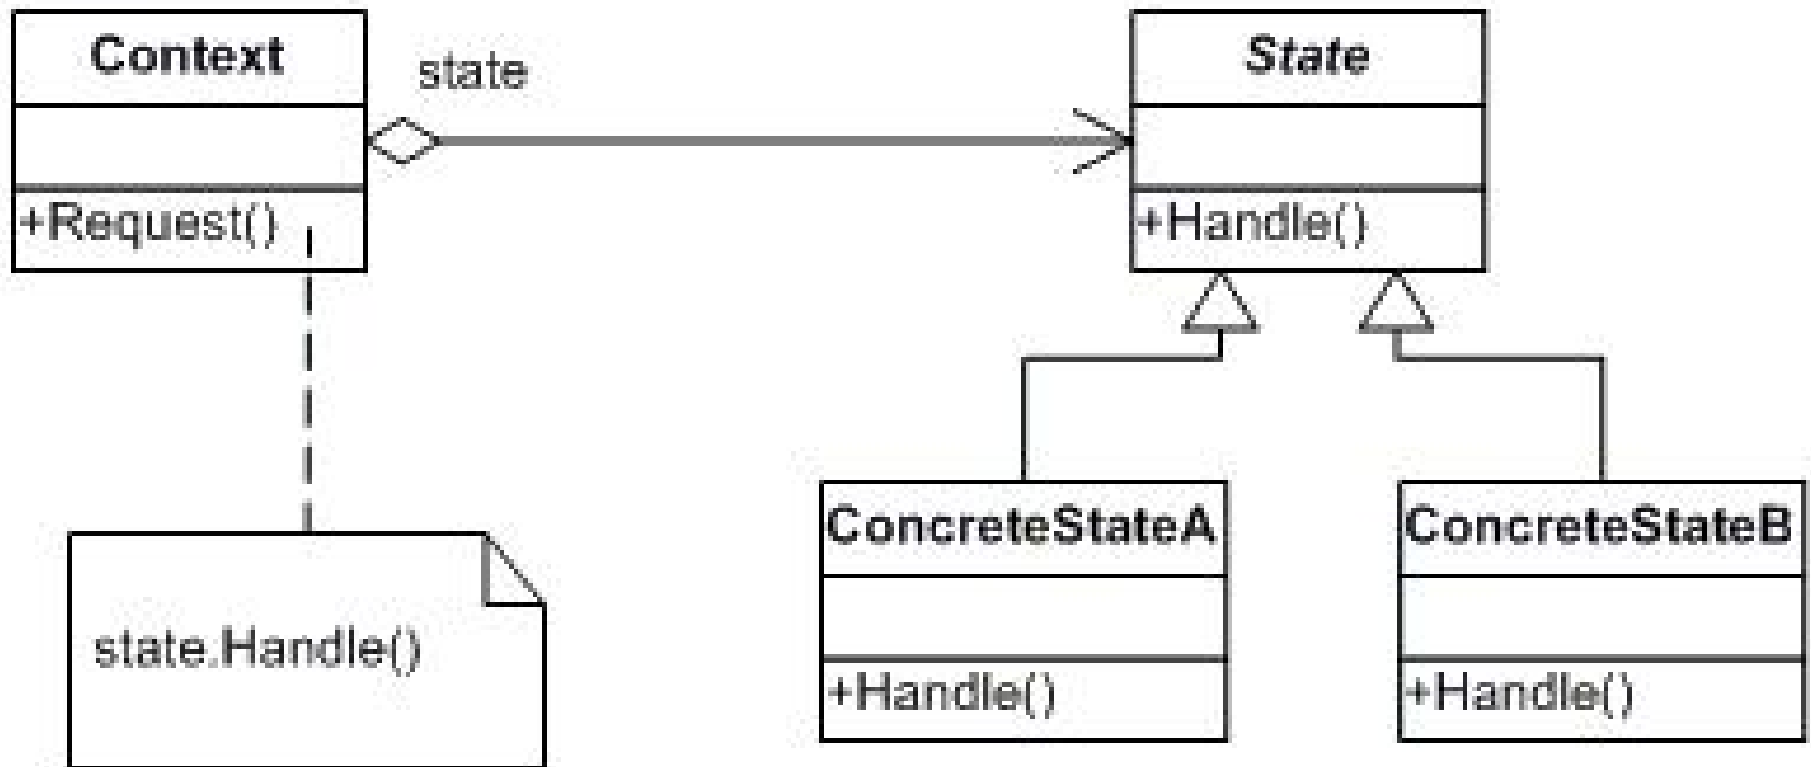 Context
state
State
+Request()
+Handle()
state.Handle()
ConcreteStateA
ConcreteStateB
+Handle()
+Handle()